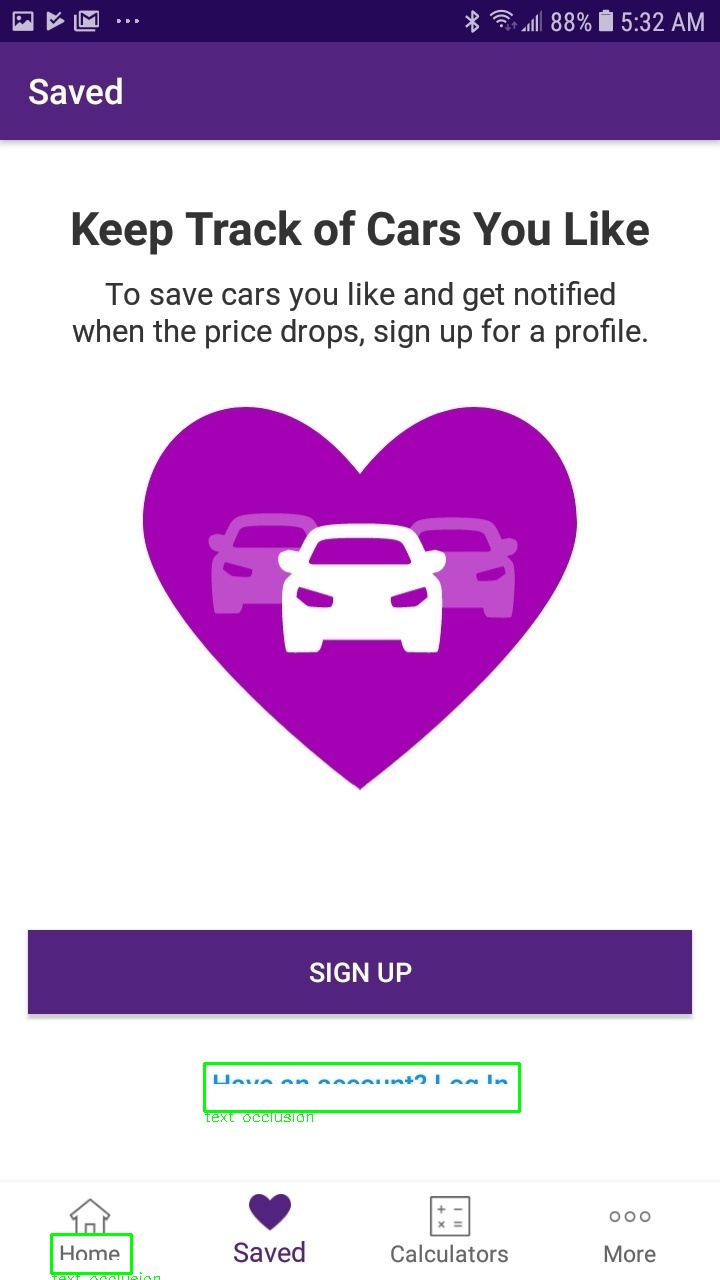 88% 5:32 AM
Saved
Keep Track of Cars You Like
To save cars you like and get notified
when the price drops, sign up for a profile.
SIGN UP
Have an account? Log In
text occlusion
Home
Saved
Calculators
More
text occlusion